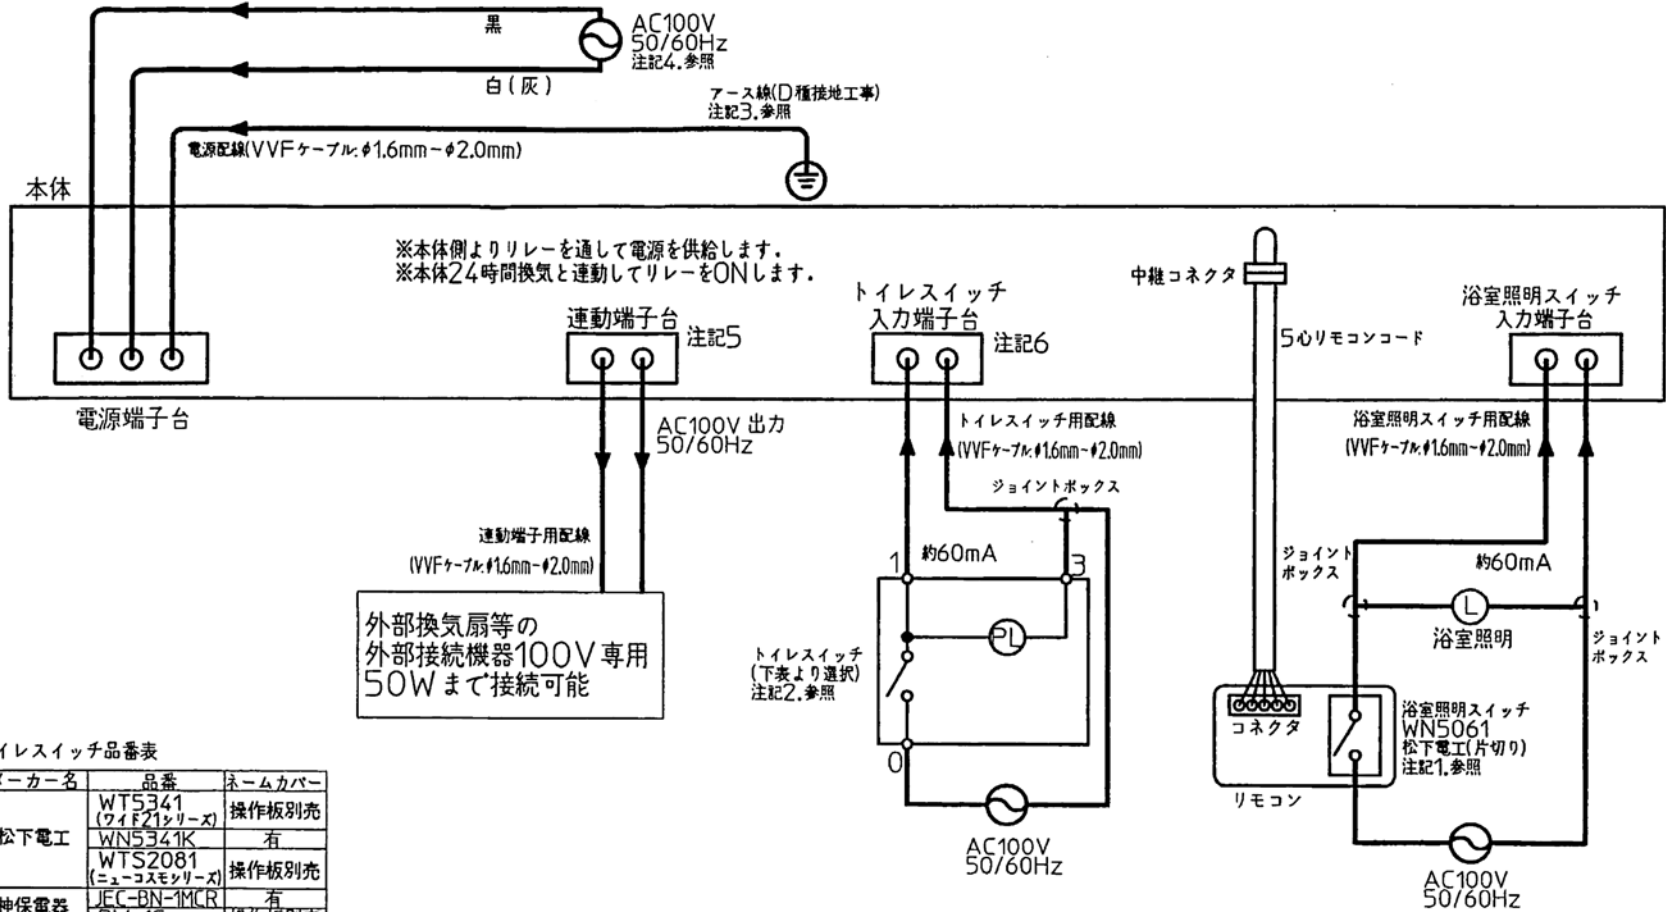 黒
AC100V
50/60Hz
注記4.参照
白(灰)
アース線(D種接地工事)
注記3.参照
電源配線(VVFケーブル:φ1.6mm~φ2.0mm)
本体
※本体側よりリレーを通して電源を供給します.
※本体24時間換気と連動してリレーをONします.
電源端子台
連動端子台
注記5
AC100V 出力
50/60Hz
連動端子用配線
(VVFケーブル:φ1.6mm~φ2.0mm)
外部換気扇等の
外部接続機器100V専用
50Wまで接続可能
トイレスイッチ
入力端子台
注記6
トイレスイッチ用配線
(VVFケーブル:φ1.6mm~φ2.0mm)
ジョイントボックス
約60mA
1
3
PL
0
トイレスイッチ
(下表より選択)
注記2.参照
AC100V
50/60Hz
中継コネクタ
5心リモコンコード
コネクタ
リモコン
浴室照明スイッチ
入力端子台
浴室照明スイッチ用配線
(VVFケーブル:φ1.6mm~φ2.0mm)
ジョイント
ボックス
約60mA
L
浴室照明
ジョイント
ボックス
浴室照明スイッチ
WN5061
松下電工(片切り)
注記1.参照
AC100V
50/60Hz
イレスイッチ品番表
ーカー名 品番 ネームカバー
松下電工 WT5341 操作板別売
(ワイド21シリーズ)
WN5341K 有
WTS2081 操作板別売
(ニューコスモシリーズ)
神保電器 JEC-BN-1MCR 有